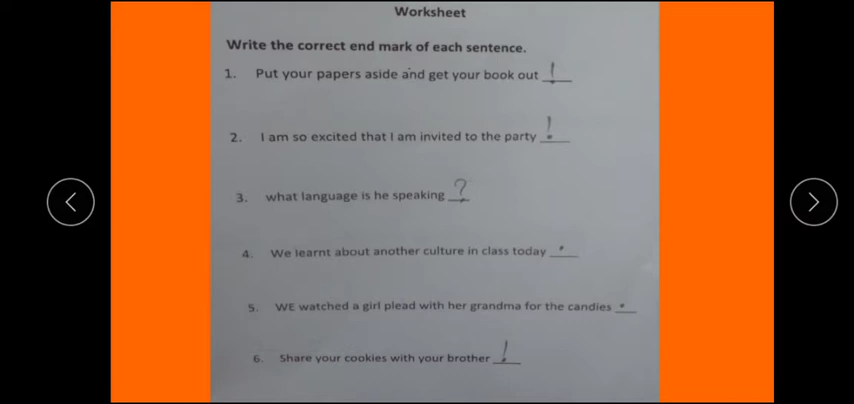 Worksheet
Write the correct end mark of each sentence.
1. Put your papers aside and get your book out !
2. I am so excited that I am invited to the party !
3. what language is he speaking ?
4. We learnt about another culture in class today .
5. WE watched a girl plead with her grandma for the candies .
6. Share your cookies with your brother !